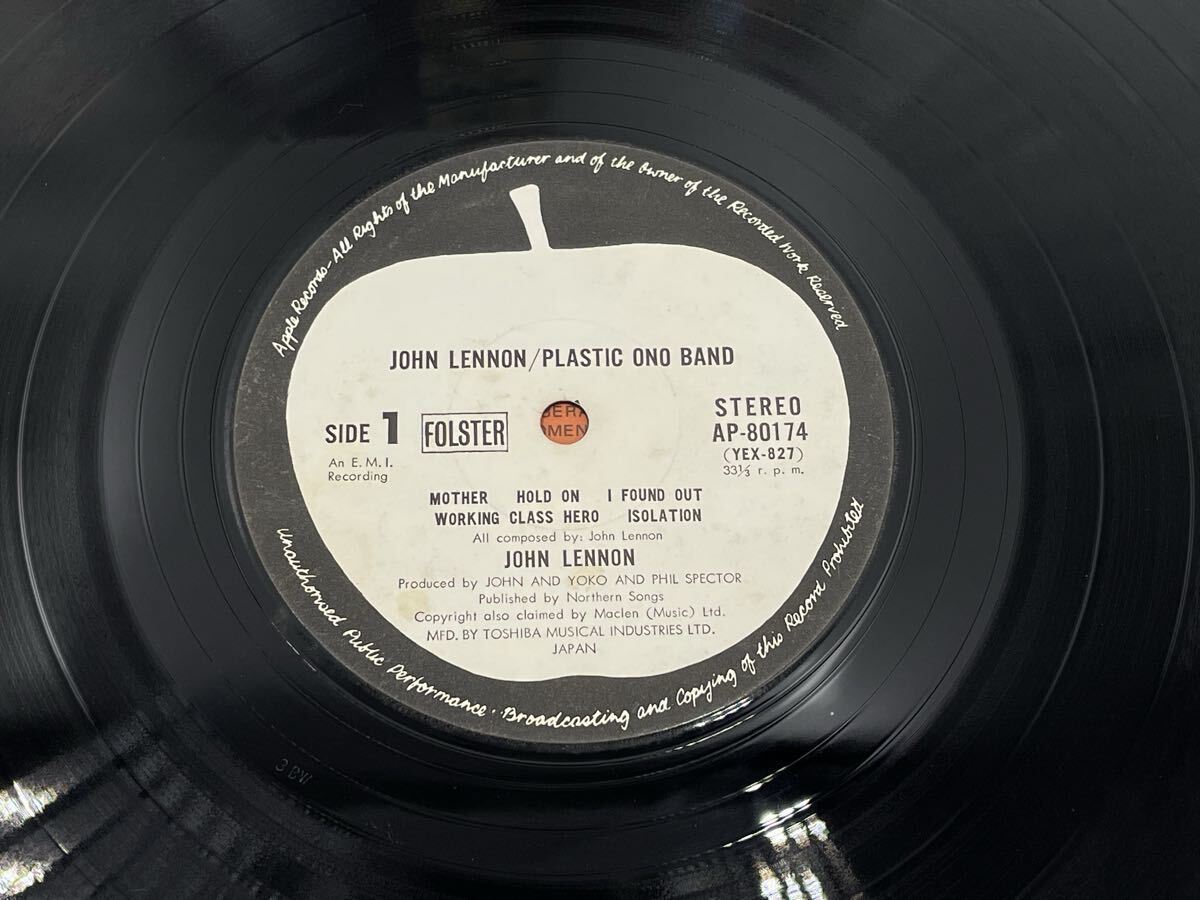 Apple Records-All Rights of the Manufacturer and of the Owner of the Recorded Work Reserved
JOHN LENNON/PLASTIC ONO BAND
SIDE 1
FOLSTER
STEREO
AP-80174
(YEX-827)
33⅓ r. p. m.
An E. M. I.
Recording
MOTHER HOLD ON I FOUND OUT
WORKING CLASS HERO ISOLATION
All composed by: John Lennon
JOHN LENNON
Produced by JOHN AND YOKO AND PHIL SPECTOR
Published by Northern Songs
Copyright also claimed by Maclen (Music) Ltd.
MFD. BY TOSHIBA MUSICAL INDUSTRIES LTD.
JAPAN
Unauthorised Public Performance · Broadcasting and Copying of this Record Prohibited